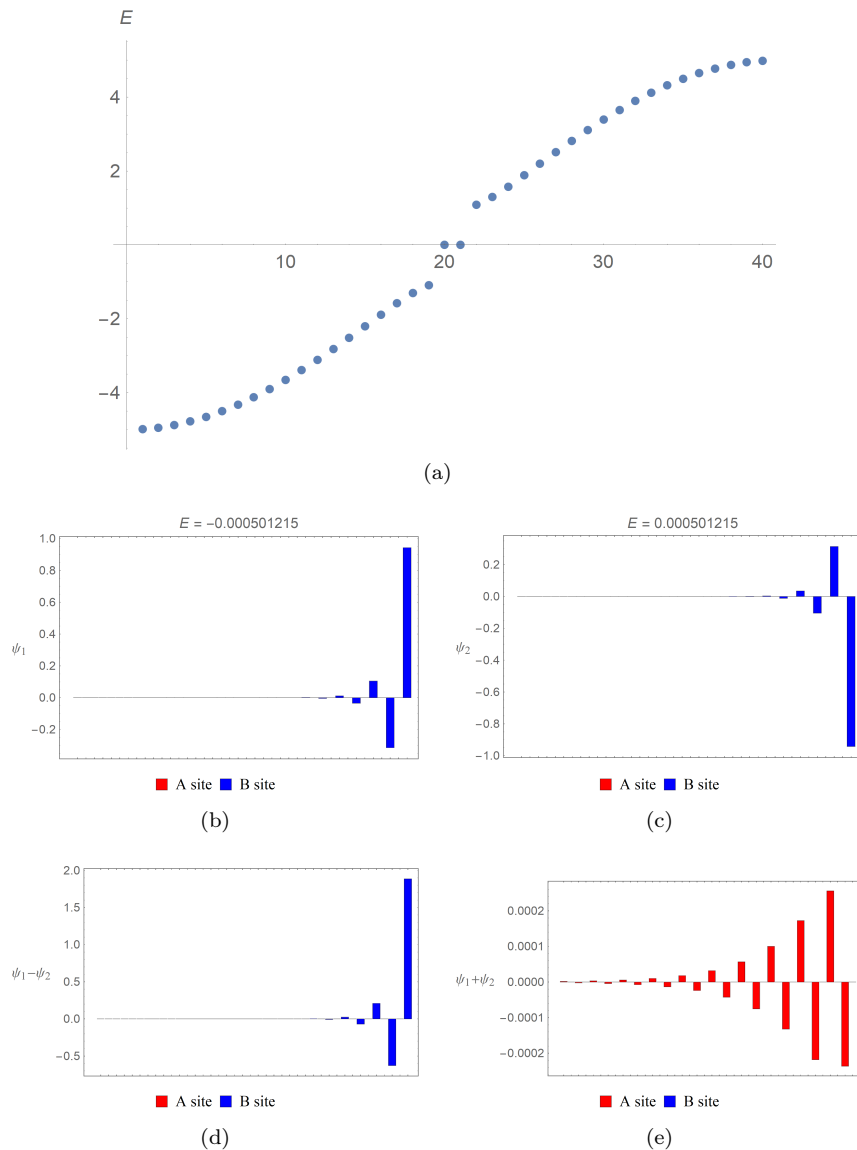 E
4
2
10
20
30
40
−2
−4
(a)
E = −0.000501215
1.0
0.8
0.6
0.4
0.2
0.0
−0.2
ψ1
A site B site
(b)
E = 0.000501215
0.2
0.0
−0.2
−0.4
−0.6
−0.8
−1.0
ψ2
A site B site
(c)
2.0
1.5
1.0
0.5
0.0
−0.5
ψ1−ψ2
A site B site
(d)
0.0002
0.0001
0.0000
−0.0001
−0.0002
ψ1+ψ2
A site B site
(e)